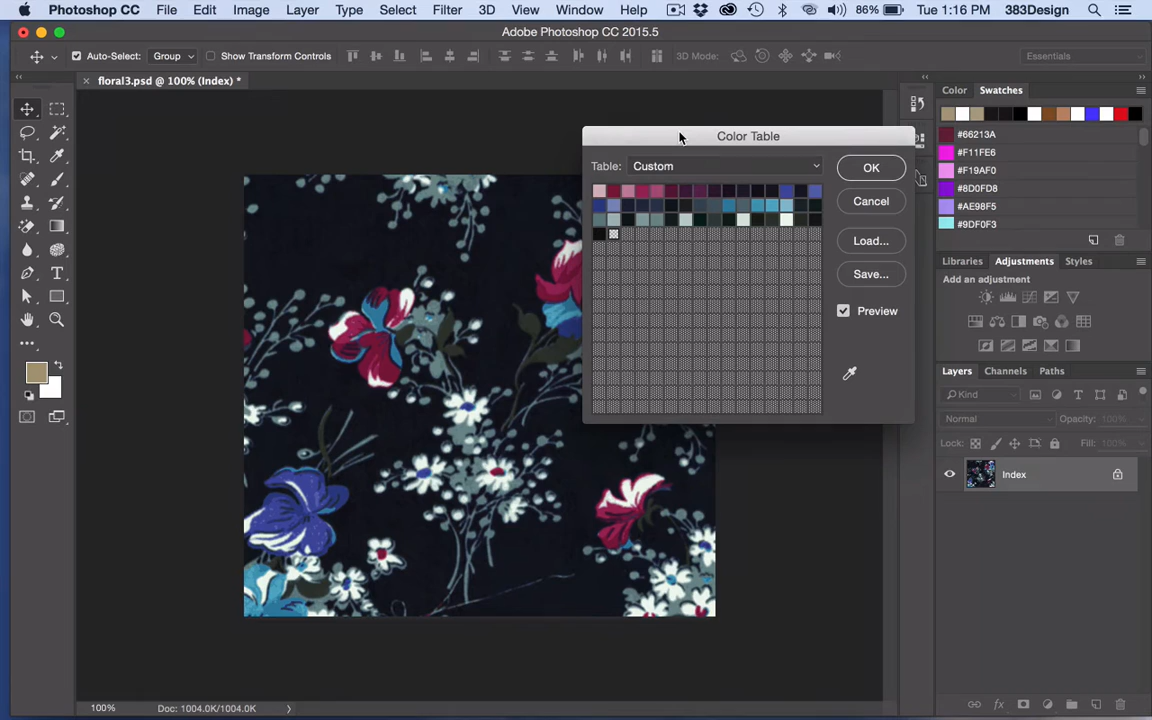 Photoshop CC File Edit Image Layer Type Select Filter 3D View Window Help 86% Tue 1:16 PM 383Design
Adobe Photoshop CC 2015.5
Auto-Select: Group Show Transform Controls 3D Mode: Essentials
floral3.psd @ 100% (Index) *
Color Swatches
#66213A
#F11FE6
#F19AF0
#8D0FD8
#AE98F5
#9DF0F3
Color Table
Table: Custom
OK
Cancel
Load...
Save...
Preview
Libraries Adjustments Styles
Add an adjustment
Layers Channels Paths
Kind
Normal Opacity: 100%
Lock: Fill: 100%
Index
100% Doc: 1004.0K/1004.0K